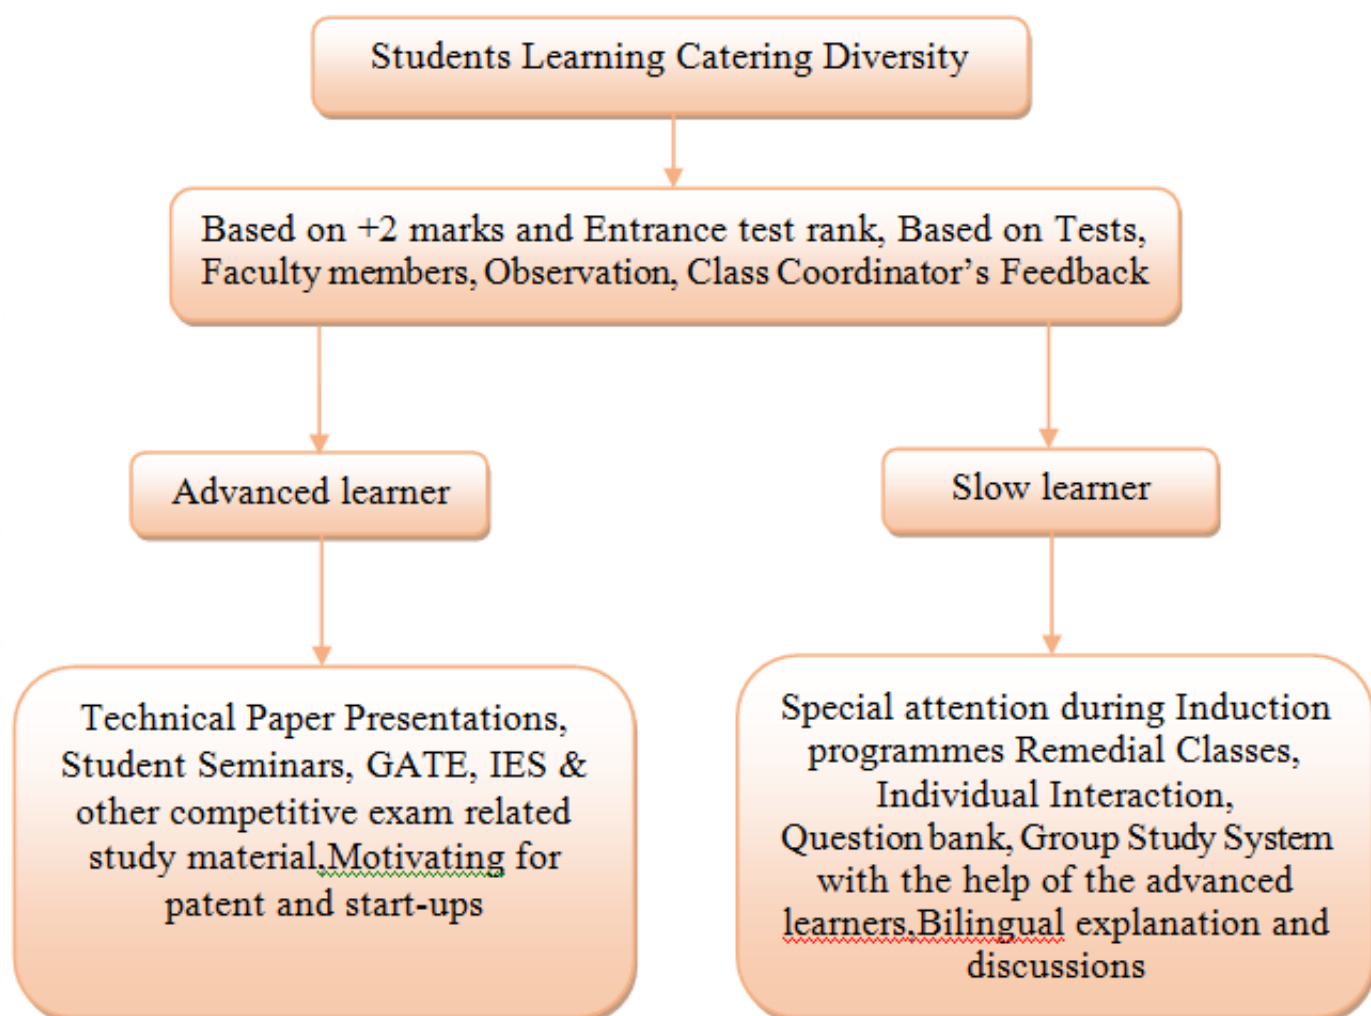 Students Learning Catering Diversity
Based on +2 marks and Entrance test rank, Based on Tests,
Faculty members, Observation, Class Coordinator’s Feedback
Advanced learner
Slow learner
Technical Paper Presentations,
Student Seminars, GATE, IES &
other competitive exam related
study material,Motivating for
patent and start-ups
Special attention during Induction
programmes Remedial Classes,
Individual Interaction,
Question bank, Group Study System
with the help of the advanced
learners,Bilingual explanation and
discussions